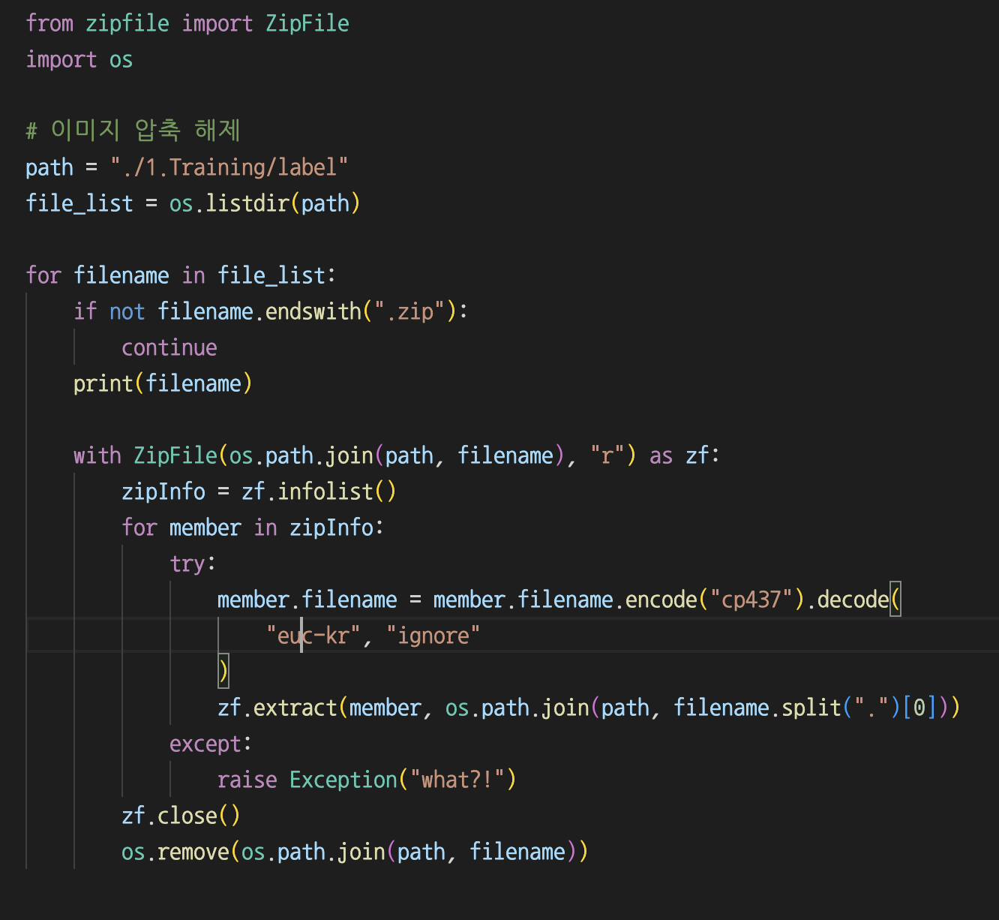 from zipfile import ZipFile
import os
# 이미지 압축 해제
path = "./1.Training/label"
file_list = os.listdir(path)
for filename in file_list:
if not filename.endswith(".zip"):
continue
print(filename)
with ZipFile(os.path.join(path, filename), "r") as zf:
zipInfo = zf.infolist()
for member in zipInfo:
try:
member.filename = member.filename.encode("cp437").decode(
"euc-kr", "ignore"
)
zf.extract(member, os.path.join(path, filename.split(".")[0]))
except:
raise Exception("what?!")
zf.close()
os.remove(os.path.join(path, filename))